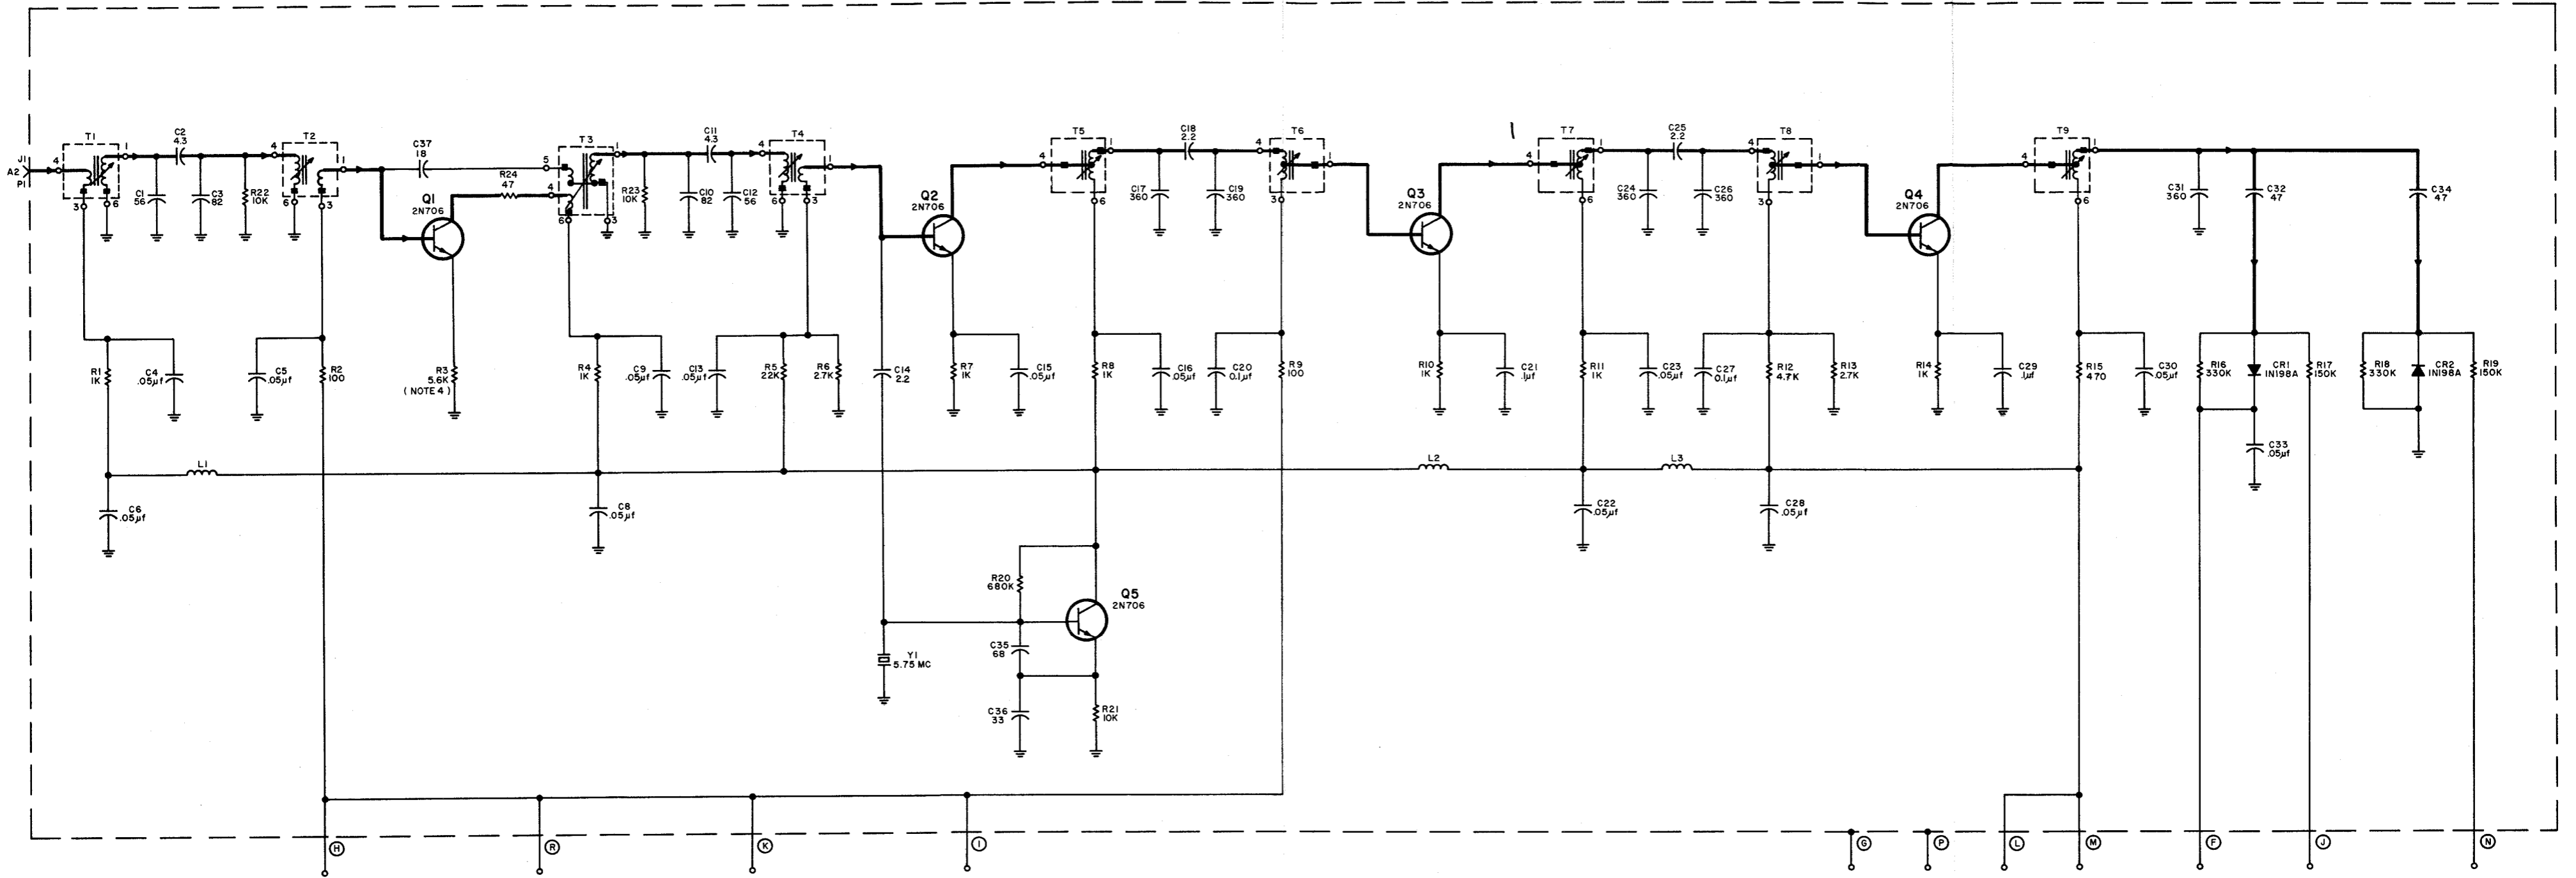 J1
A2
P1
T1
4
1
3
6
C2
4.3
C1
56
C3
82
R22
10K
T2
4
1
6
3
C37
18
Q1
2N706
R24
47
T3
5
4
1
6
3
R23
10K
C11
4.3
C10
82
C12
56
T4
4
1
6
3
Q2
2N706
T5
4
1
6
C18
2.2
C17
360
C19
360
T6
4
1
3
Q3
2N706
T7
4
1
6
C25
2.2
C24
360
C26
360
T8
4
1
3
Q4
2N706
T9
4
1
6
C31
360
C32
47
C34
47
R1
1K
C4
.05µf
C5
.05µf
R2
100
R3
5.6K
(NOTE 4)
R4
1K
C9
.05µf
C13
.05µf
R5
22K
R6
2.7K
C14
2.2
R7
1K
C15
.05µf
R8
1K
C16
.05µf
C20
0.1µf
R9
100
R10
1K
C21
.1µf
R11
1K
C23
.05µf
C27
0.1µf
R12
4.7K
R13
2.7K
R14
1K
C29
.1µf
R15
470
C30
.05µf
R16
330K
CR1
1N198A
R17
150K
R18
330K
CR2
1N198A
R19
150K
L1
L2
L3
C33
.05µf
C6
.05µf
C8
.05µf
C22
.05µf
C28
.05µf
R20
680K
Q5
2N706
C35
68
Y1
5.75 MC
C36
33
R21
10K
H
R
K
I
G
P
L
M
F
J
N